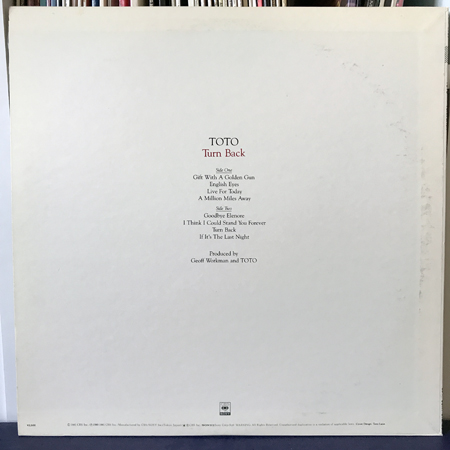 TOTO
Turn Back
Side One
Gift With A Golden Gun
English Eyes
Live For Today
A Million Miles Away
Side Two
Goodbye Elenore
I Think I Could Stand You Forever
Turn Back
If It's The Last Night
Produced by
Geoff Workman and TOTO